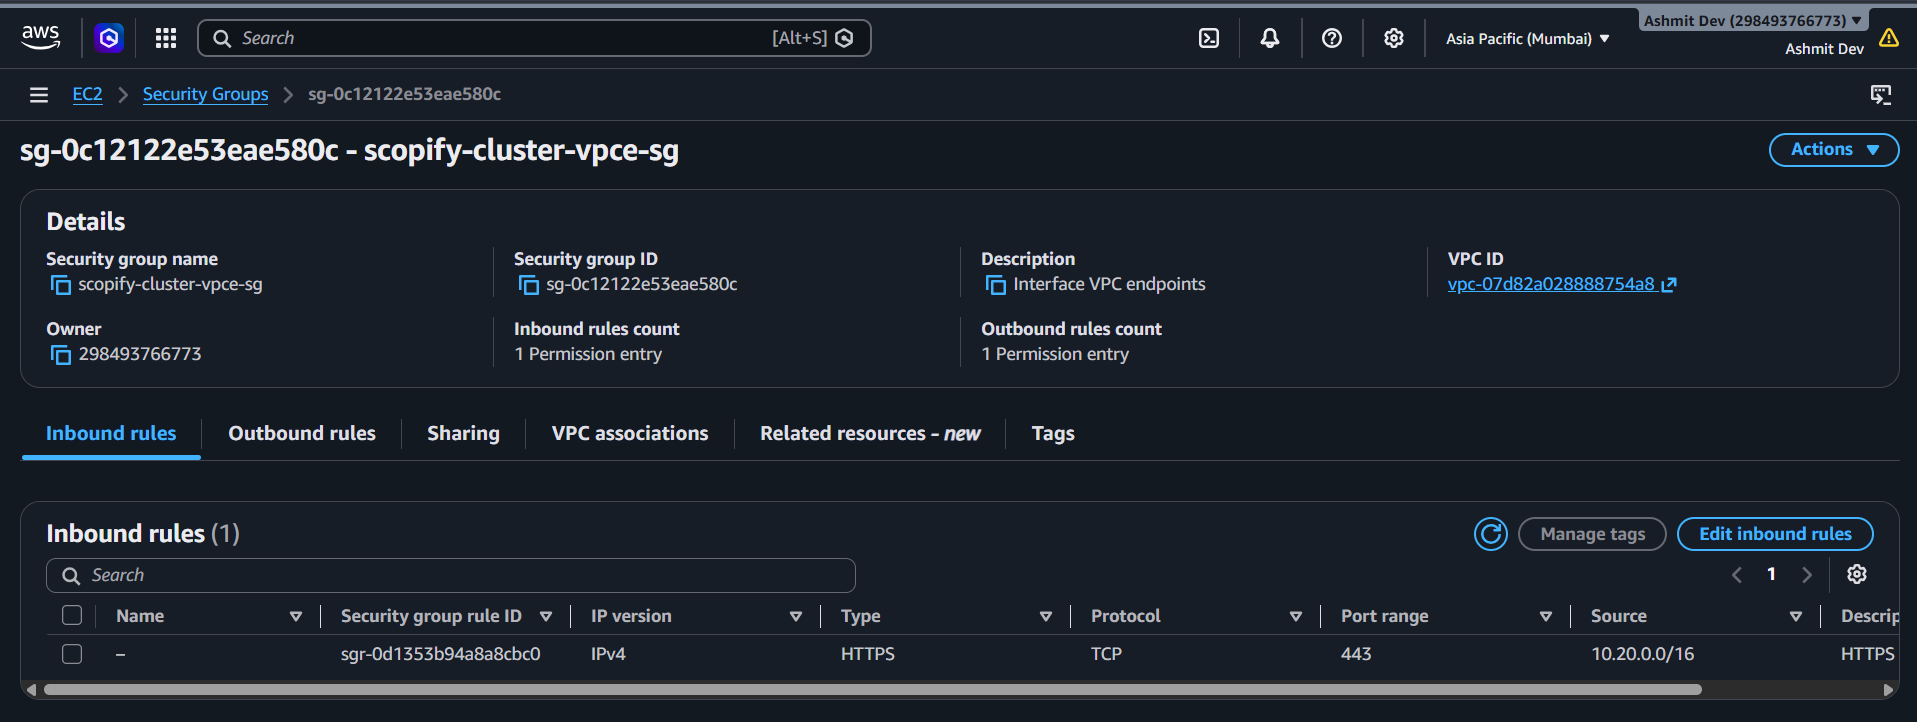 aws
Search [Alt+S]
Asia Pacific (Mumbai)
Ashmit Dev (298493766773)
Ashmit Dev
EC2 Security Groups sg-0c12122e53eae580c
sg-0c12122e53eae580c - scopify-cluster-vpce-sg
Actions
Details
Security group name
scopify-cluster-vpce-sg
Security group ID
sg-0c12122e53eae580c
Description
Interface VPC endpoints
VPC ID
vpc-07d82a028888754a8
Owner
298493766773
Inbound rules count
1 Permission entry
Outbound rules count
1 Permission entry
Inbound rules Outbound rules Sharing VPC associations Related resources - new Tags
Inbound rules (1)
Manage tags Edit inbound rules
Search
1
Name Security group rule ID IP version Type Protocol Port range Source Descrip
– sgr-0d1353b94a8a8cbc0 IPv4 HTTPS TCP 443 10.20.0.0/16 HTTPS